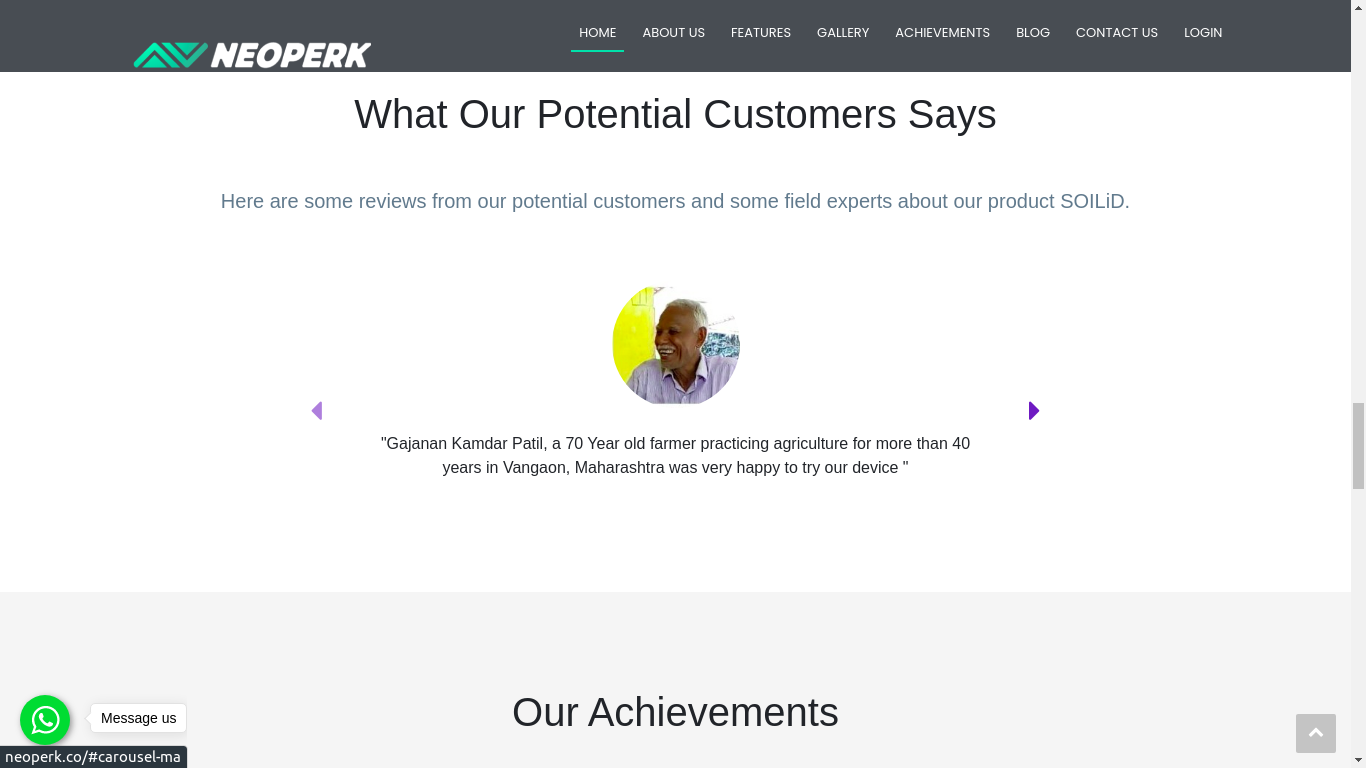 NEOPERK
HOME ABOUT US FEATURES GALLERY ACHIEVEMENTS BLOG CONTACT US LOGIN
What Our Potential Customers Says
Here are some reviews from our potential customers and some field experts about our product SOILiD.
"Gajanan Kamdar Patil, a 70 Year old farmer practicing agriculture for more than 40
years in Vangaon, Maharashtra was very happy to try our device "
Our Achievements
Message us
neoperk.co/#carousel-ma